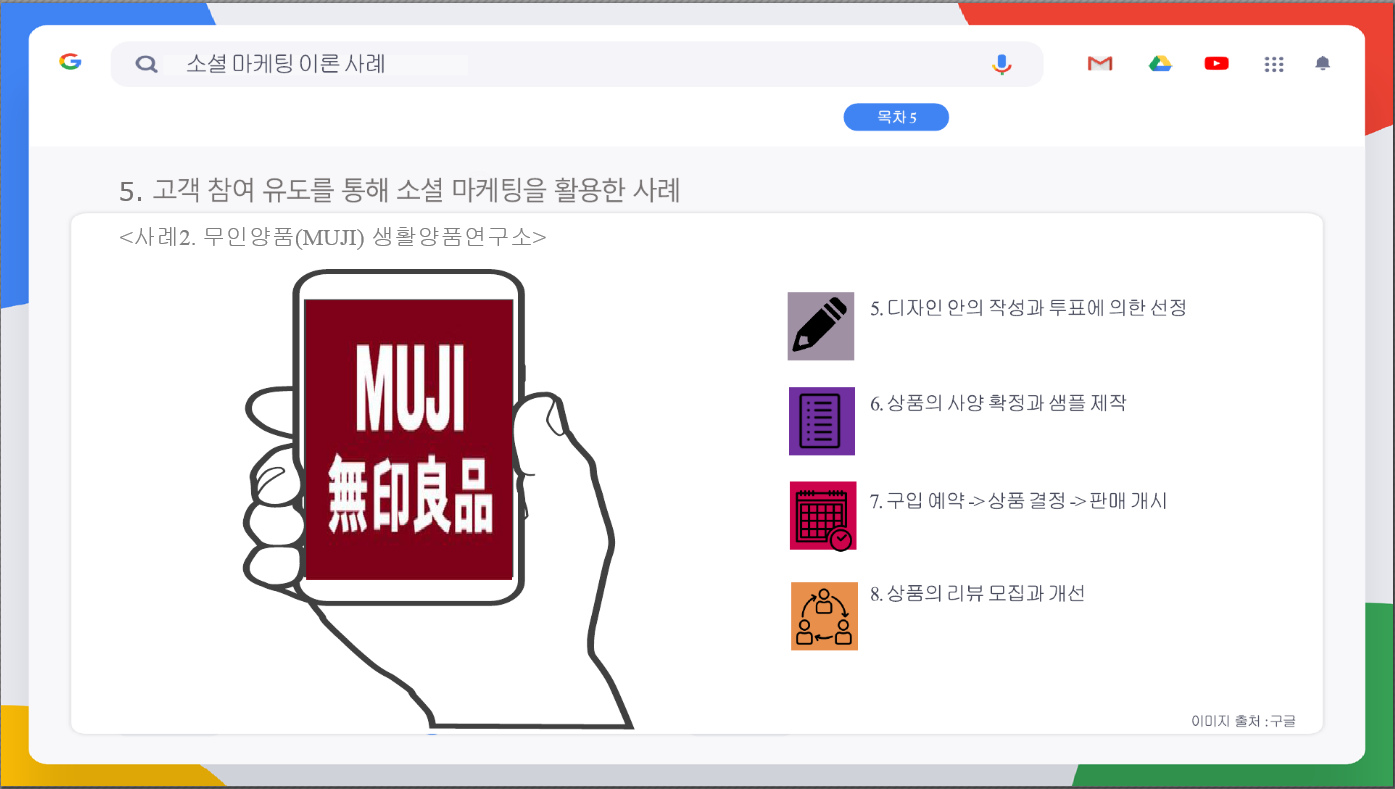 소셜 마케팅 이론 사례
목차 5
5. 고객 참여 유도를 통해 소셜 마케팅을 활용한 사례
<사례2. 무인양품(MUJI) 생활양품연구소>
MUJI
無印良品
5. 디자인 안의 작성과 투표에 의한 선정
6. 상품의 사양 확정과 샘플 제작
7. 구입 예약 -> 상품 결정 -> 판매 개시
8. 상품의 리뷰 모집과 개선
이미지 출처 : 구글